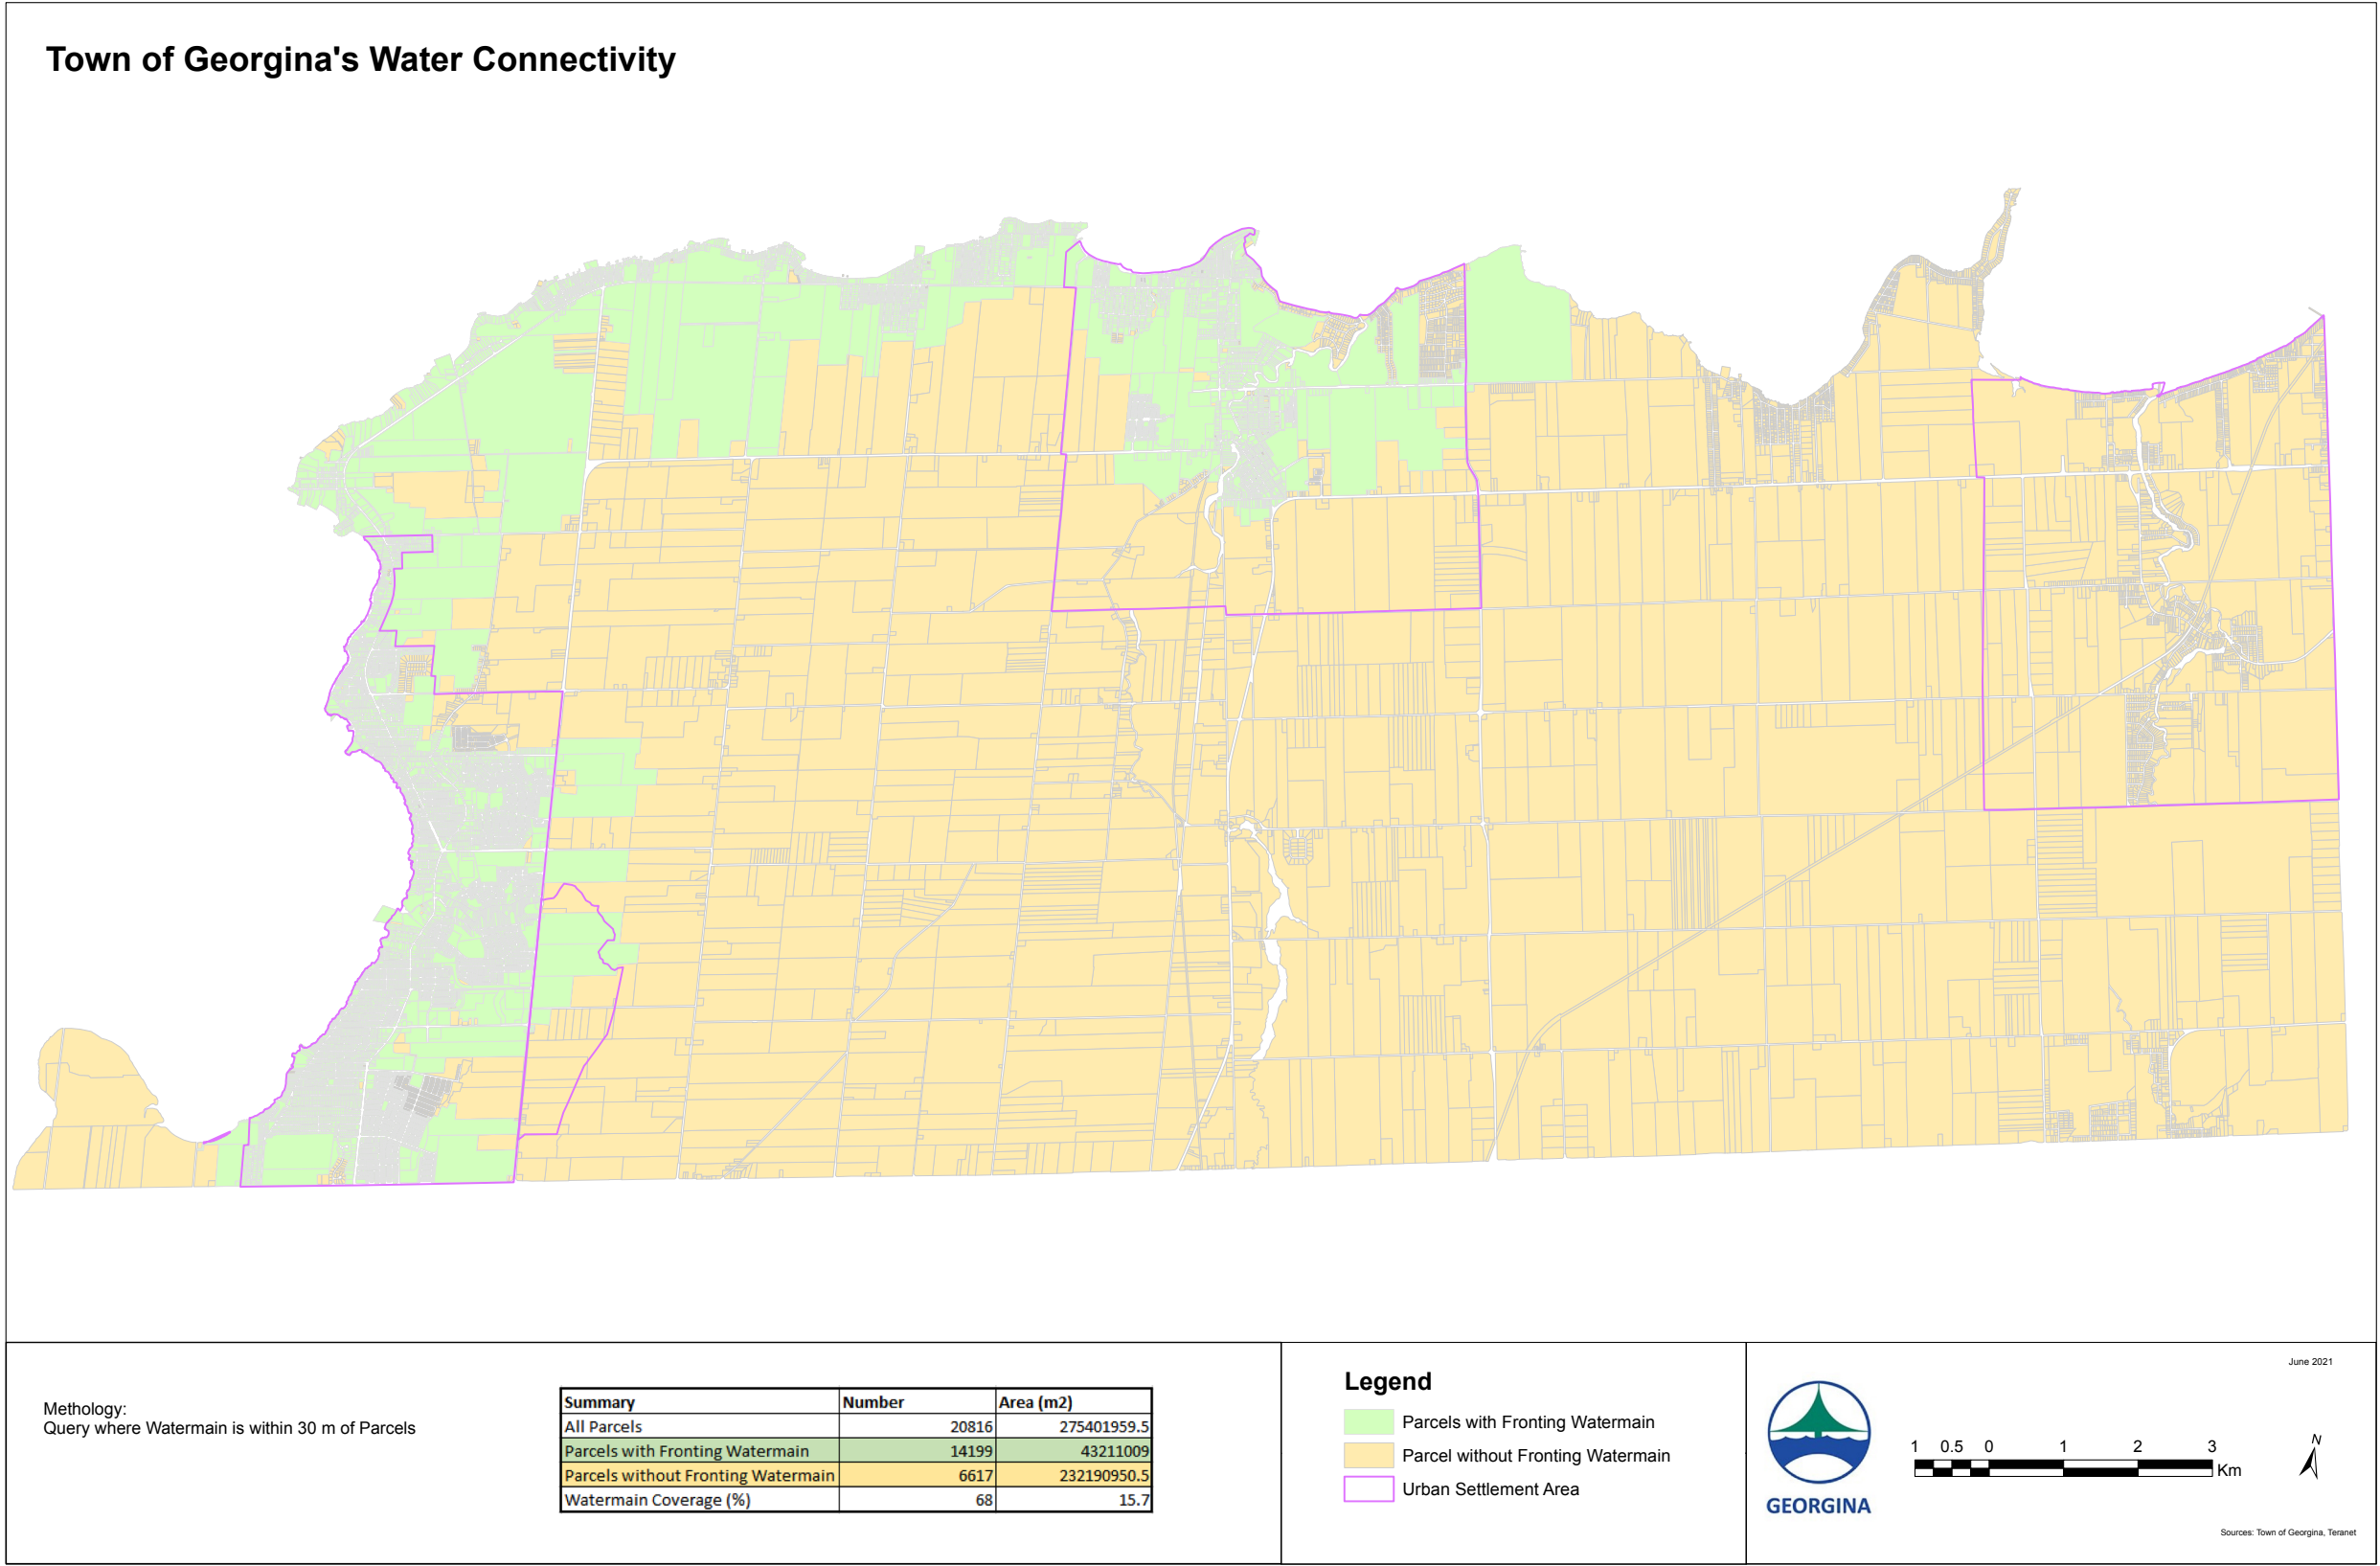 Town of Georgina's Water Connectivity
Methology:
Query where Watermain is within 30 m of Parcels
Summary Number Area (m2)
All Parcels 20816 275401959.5
Parcels with Fronting Watermain 14199 43211009
Parcels without Fronting Watermain 6617 232190950.5
Watermain Coverage (%) 68 15.7
Legend
Parcels with Fronting Watermain
Parcel without Fronting Watermain
Urban Settlement Area
GEORGINA
June 2021
1 0.5 0 1 2 3
Km
N
Sources: Town of Georgina, Teranet